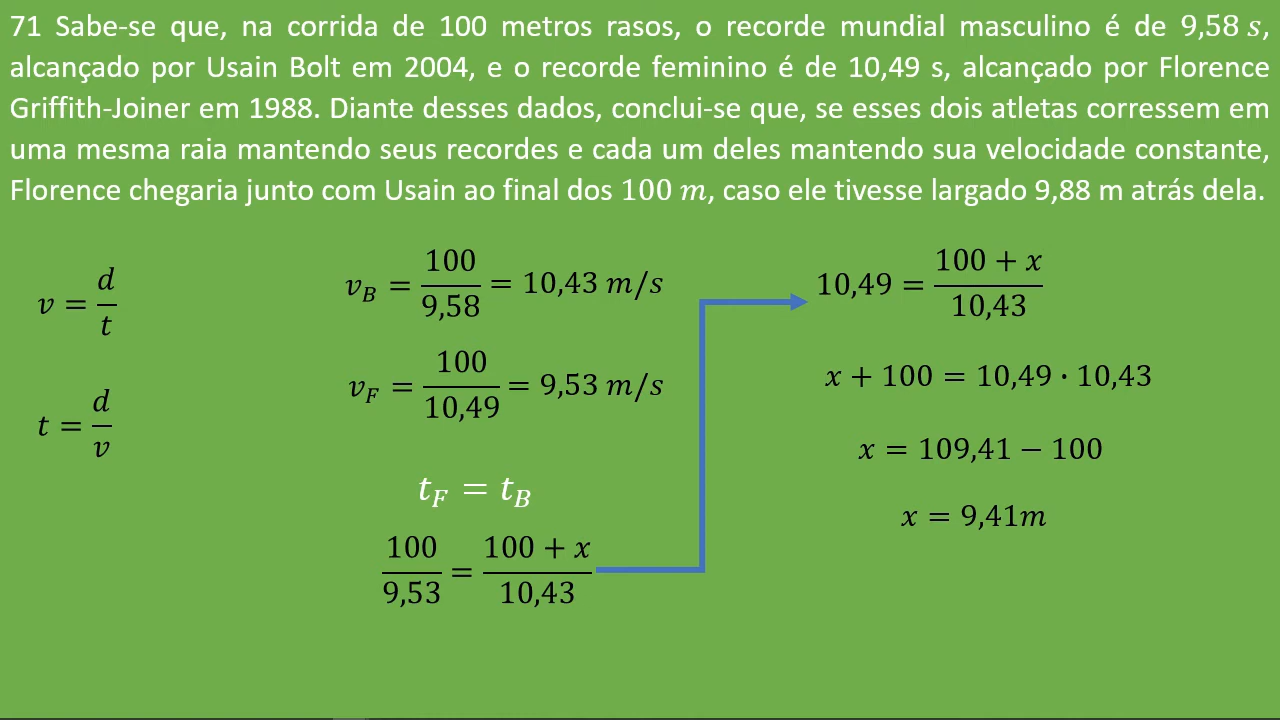 71 Sabe-se que, na corrida de 100 metros rasos, o recorde mundial masculino é de 9,58 s,
alcançado por Usain Bolt em 2004, e o recorde feminino é de 10,49 s, alcançado por Florence
Griffith-Joiner em 1988. Diante desses dados, conclui-se que, se esses dois atletas corressem em
uma mesma raia mantendo seus recordes e cada um deles mantendo sua velocidade constante,
Florence chegaria junto com Usain ao final dos 100 m, caso ele tivesse largado 9,88 m atrás dela.
v = d/t
t = d/v
v_B = 100/9,58 = 10,43 m/s
v_F = 100/10,49 = 9,53 m/s
t_F = t_B
100/9,53 = (100 + x)/10,43
10,49 = (100 + x)/10,43
x + 100 = 10,49 · 10,43
x = 109,41 − 100
x = 9,41m